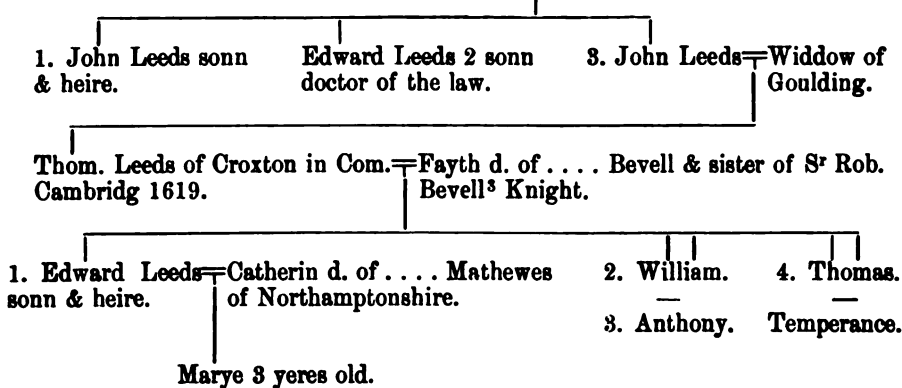 1. John Leeds sonn & heire.
Edward Leeds 2 sonn doctor of the law.
3. John Leeds Widdow of Goulding.
Thom. Leeds of Croxton in Com. Fayth d. of .... Bevell & sister of Sʳ Rob.
Cambridg 1619. Bevell³ Knight.
1. Edward Leeds Catherin d. of .... Mathewes
sonn & heire. of Northamptonshire.
2. William.
3. Anthony.
4. Thomas.
Temperance.
Marye 3 yeres old.